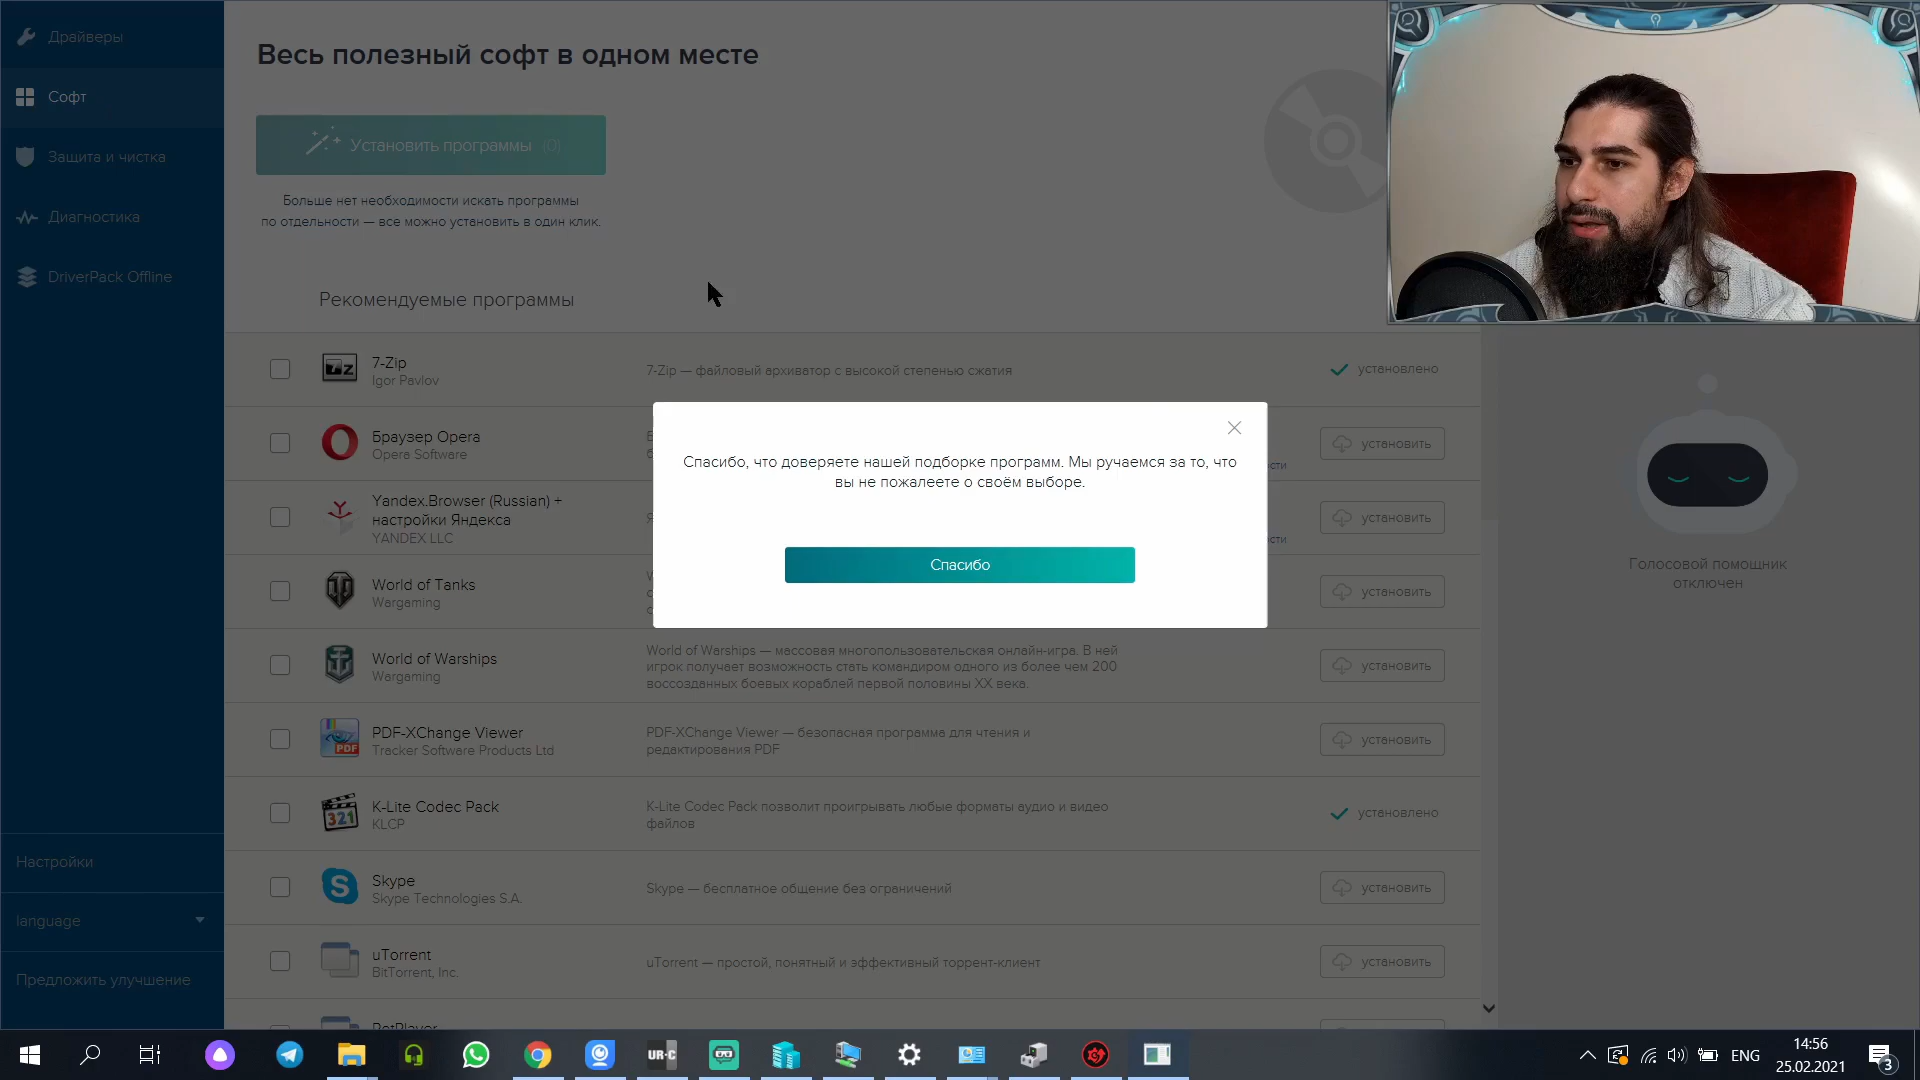 Драйверы
Софт
Защита и чистка
Диагностика
DriverPack Offline
Настройки
language
Предложить улучшение
Весь полезный софт в одном месте
Установить программы (0)
Больше нет необходимости искать программы
по отдельности — все можно установить в один клик.
Рекомендуемые программы
7-Zip
Igor Pavlov
7-Zip — файловый архиватор с высокой степенью сжатия
установлено
Браузер Opera
Opera Software
установить
Yandex.Browser (Russian) +
настройки Яндекса
YANDEX LLC
установить
World of Tanks
Wargaming
установить
World of Warships
Wargaming
World of Warships — массовая многопользовательская онлайн-игра. В ней
игрок получает возможность стать командиром одного из более чем 200
воссозданных боевых кораблей первой половины XX века.
установить
PDF-XChange Viewer
Tracker Software Products Ltd
PDF-XChange Viewer — безопасная программа для чтения и
редактирования PDF
установить
K-Lite Codec Pack
KLCP
K-Lite Codec Pack позволит проигрывать любые форматы аудио и видео
файлов
установлено
Skype
Skype Technologies S.A.
Skype — бесплатное общение без ограничений
установить
uTorrent
BitTorrent, Inc.
uTorrent — простой, понятный и эффективный торрент-клиент
установить
Спасибо, что доверяете нашей подборке программ. Мы ручаемся за то, что
вы не пожалеете о своём выборе.
Спасибо
Голосовой помощник
отключен
UR-C
ENG
14:56
25.02.2021
3